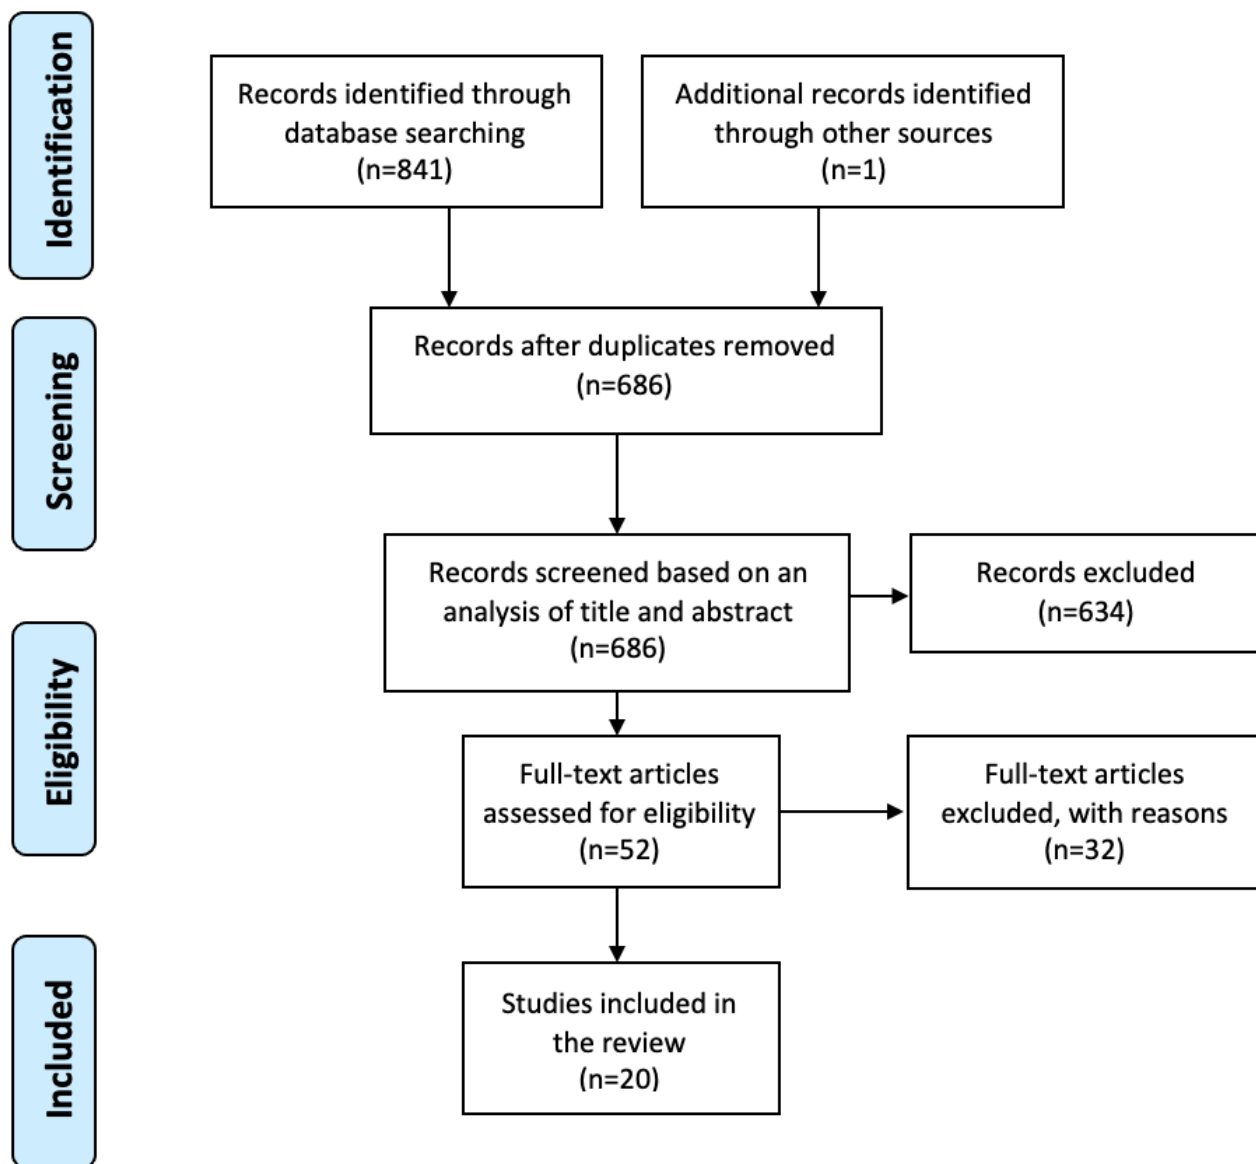 Identification
Records identified through
database searching
(n=841)
Additional records identified
through other sources
(n=1)
Screening
Records after duplicates removed
(n=686)
Records screened based on an
analysis of title and abstract
(n=686)
Records excluded
(n=634)
Eligibility
Full-text articles
assessed for eligibility
(n=52)
Full-text articles
excluded, with reasons
(n=32)
Included
Studies included in
the review
(n=20)